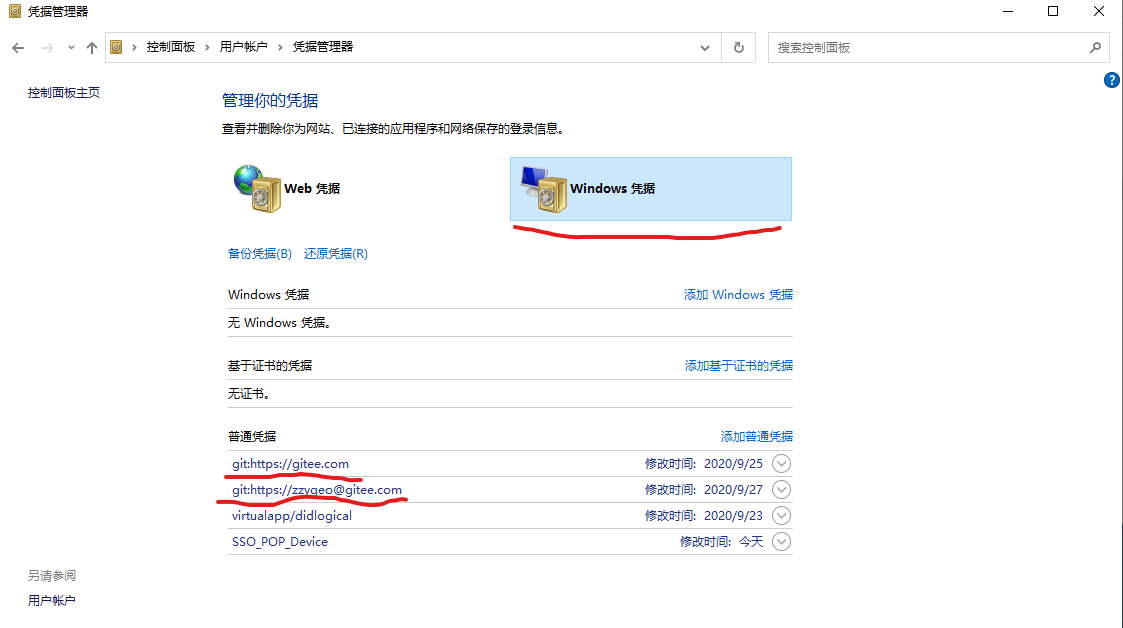 凭据管理器
控制面板 › 用户帐户 › 凭据管理器
搜索控制面板
控制面板主页
管理你的凭据
查看并删除你为网站、已连接的应用程序和网络保存的登录信息。
Web 凭据
Windows 凭据
备份凭据(B) 还原凭据(R)
Windows 凭据 添加 Windows 凭据
无 Windows 凭据。
基于证书的凭据 添加基于证书的凭据
无证书。
普通凭据 添加普通凭据
git:https://gitee.com 修改时间: 2020/9/25
git:https://zzygeo@gitee.com 修改时间: 2020/9/27
virtualapp/didlogical 修改时间: 2020/9/23
SSO_POP_Device 修改时间: 今天
另请参阅
用户帐户